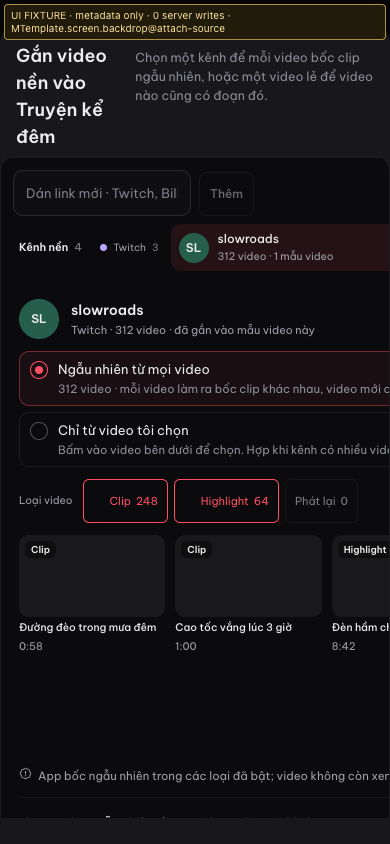 UI FIXTURE · metadata only · 0 server writes ·
MTemplate.screen.backdrop@attach-source
Gắn video
nền vào
Truyện kể
đêm
Chọn một kênh để mỗi video bốc clip
ngẫu nhiên, hoặc một video lẻ để video
nào cũng có đoạn đó.
Dán link mới · Twitch, Bil
Thêm
Kênh nền 4
Twitch 3
SL
slowroads
312 video · 1 mẫu video
SL
slowroads
Twitch · 312 video · đã gắn vào mẫu video này
Ngẫu nhiên từ mọi video
312 video · mỗi video làm ra bốc clip khác nhau, video mới
Chỉ từ video tôi chọn
Bấm vào video bên dưới để chọn. Hợp khi kênh có nhiều
Loại video
Clip 248
Highlight 64
Phát lại 0
Clip
Clip
Highlight
Đường đèo trong mưa đêm
Cao tốc vắng lúc 3 giờ
Đèn hầm
0:58
1:00
8:42
App bốc ngẫu nhiên trong các loại đã bật; video không còn